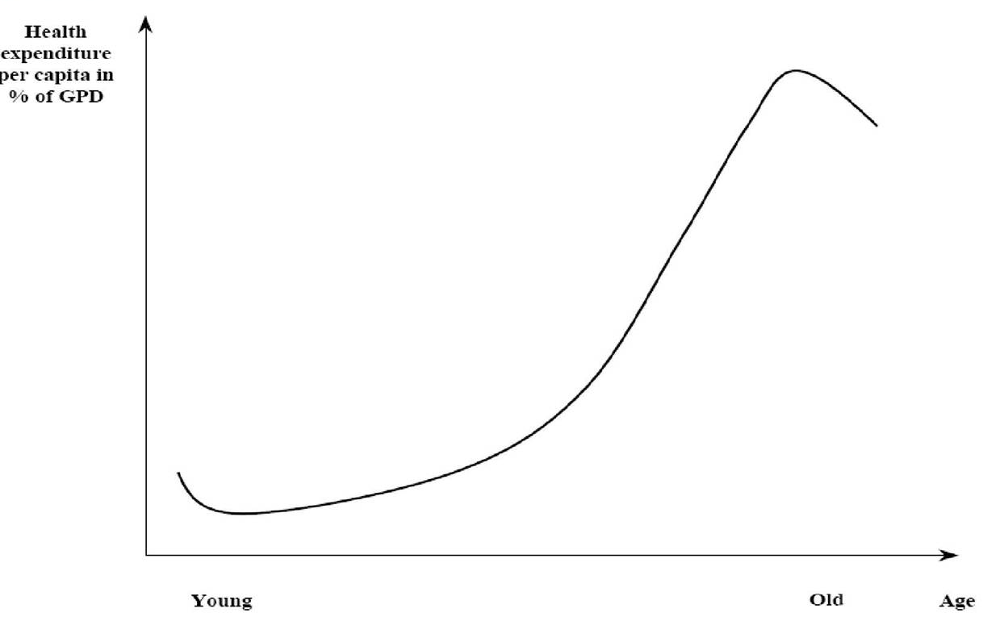 Health
expenditure
per capita in
% of GPD
Young
Old
Age